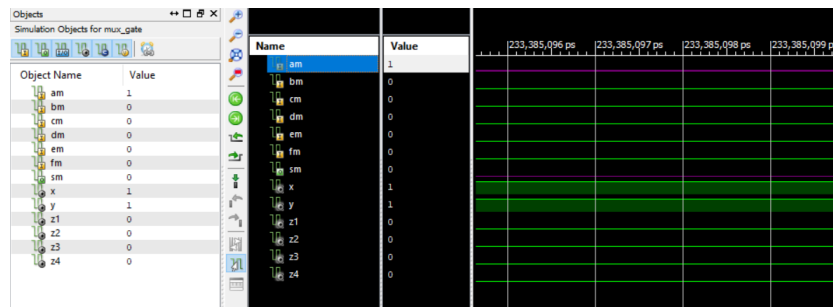 Objects
Simulation Objects for mux_gate
Object Name Value
am 1
bm 0
cm 0
dm 0
em 0
fm 0
sm 0
x 1
y 1
z1 0
z2 0
z3 0
z4 0
Name Value
am 1
bm 0
cm 0
dm 0
em 0
fm 0
sm 0
x 1
y 1
z1 0
z2 0
z3 0
z4 0
233,385,096 ps 233,385,097 ps 233,385,098 ps 233,385,099 p